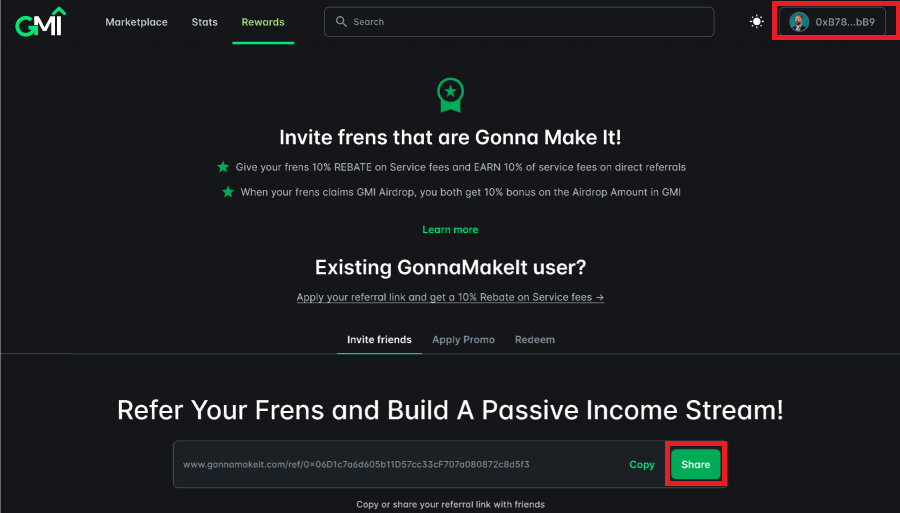 GMI
Marketplace
Stats
Rewards
Search
0xB78...bB9
Invite frens that are Gonna Make It!
Give your frens 10% REBATE on Service fees and EARN 10% of service fees on direct referrals
When your frens claims GMI Airdrop, you both get 10% bonus on the Airdrop Amount in GMI
Learn more
Existing GonnaMakeIt user?
Apply your referral link and get a 10% Rebate on Service fees →
Invite friends
Apply Promo
Redeem
Refer Your Frens and Build A Passive Income Stream!
www.gonnamakeit.com/ref/0x06D1c7a6d605b11D57cc33cF707a080872c8d5f3
Copy
Share
Copy or share your referral link with friends